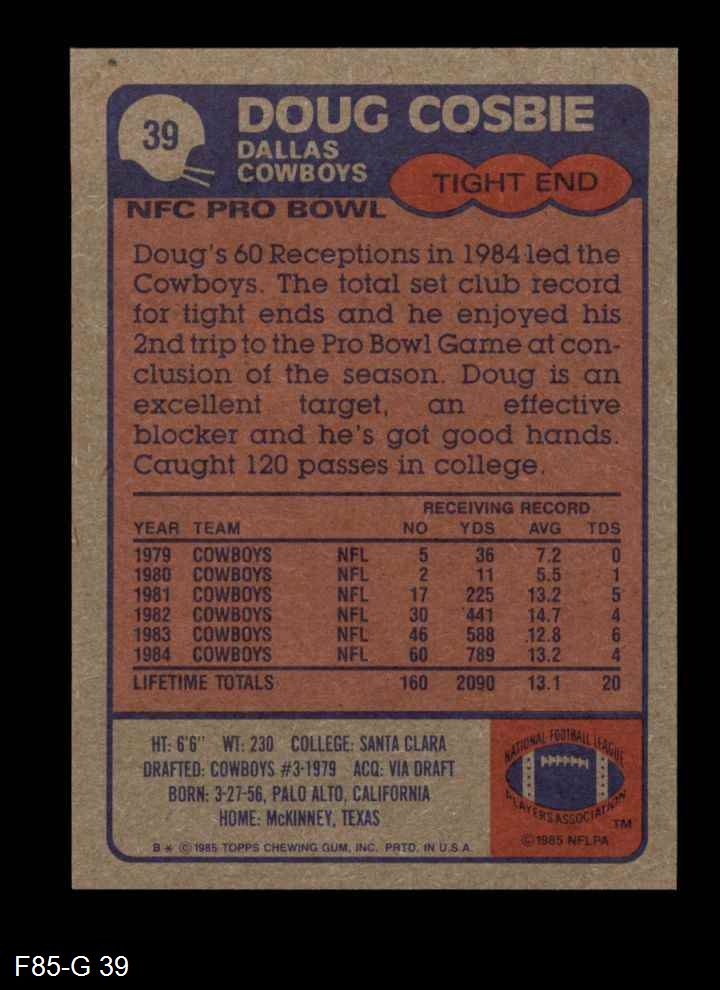 39
DOUG COSBIE
DALLAS
COWBOYS
TIGHT END
NFC PRO BOWL
Doug's 60 Receptions in 1984 led the
Cowboys. The total set club record
for tight ends and he enjoyed his
2nd trip to the Pro Bowl Game at con-
clusion of the season. Doug is an
excellent target, an effective
blocker and he's got good hands.
Caught 120 passes in college.
RECEIVING RECORD
YEAR TEAM NO YDS AVG TDS
1979 COWBOYS NFL 5 36 7.2 0
1980 COWBOYS NFL 2 11 5.5 1
1981 COWBOYS NFL 17 225 13.2 5
1982 COWBOYS NFL 30 441 14.7 4
1983 COWBOYS NFL 46 588 12.8 6
1984 COWBOYS NFL 60 789 13.2 4
LIFETIME TOTALS 160 2090 13.1 20
HT: 6'6" WT: 230 COLLEGE: SANTA CLARA
DRAFTED: COWBOYS #3-1979 ACQ: VIA DRAFT
BORN: 3-27-56, PALO ALTO, CALIFORNIA
HOME: McKINNEY, TEXAS
B* © 1985 TOPPS CHEWING GUM, INC. PRTD. IN U.S.A.
NATIONAL FOOTBALL LEAGUE
PLAYERS ASSOCIATION
TM
© 1985 NFLPA
F85-G 39